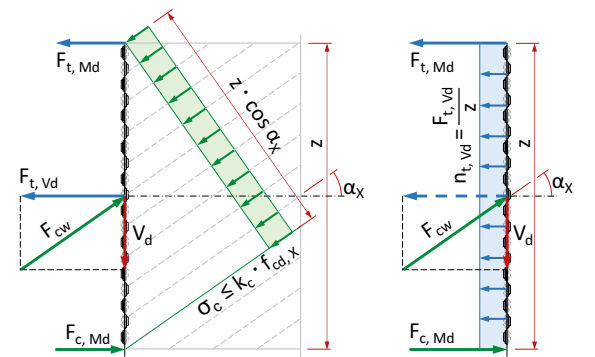 F_t, Md
z · cos α_X
z
F_t, Vd
α_X
F_cw
V_d
σ_c ≤ k_c · f_cd, X
F_c, Md
F_t, Md
n_t, Vd = F_t, Vd / z
z
α_X
F_cw
V_d
F_c, Md